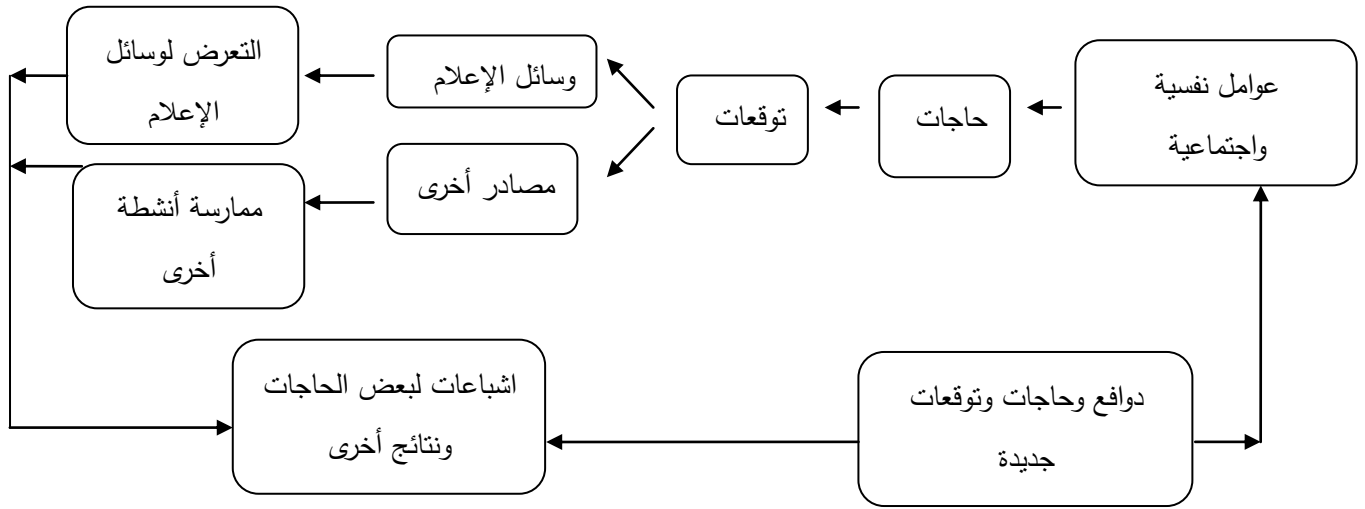 عوامل نفسية
واجتماعية
حاجات
توقعات
وسائل الإعلام
مصادر أخرى
التعرض لوسائل
الإعلام
ممارسة أنشطة
أخرى
اشباعات لبعض الحاجات
ونتائج أخرى
دوافع وحاجات وتوقعات
جديدة